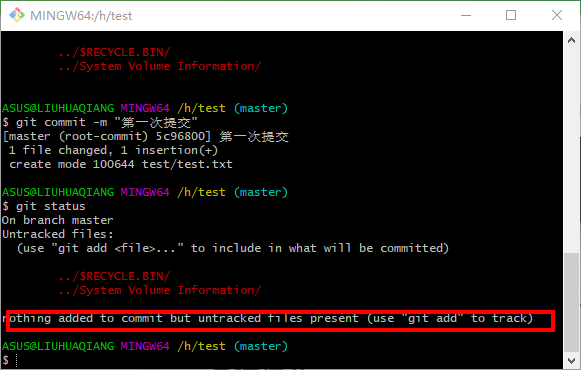 MINGW64:/h/test
../$RECYCLE.BIN/
../System Volume Information/
ASUS@LIUHUAQIANG MINGW64 /h/test (master)
$ git commit -m "第一次提交"
[master (root-commit) 5c96800] 第一次提交
1 file changed, 1 insertion(+)
create mode 100644 test/test.txt
ASUS@LIUHUAQIANG MINGW64 /h/test (master)
$ git status
On branch master
Untracked files:
(use "git add <file>..." to include in what will be committed)
../$RECYCLE.BIN/
../System Volume Information/
nothing added to commit but untracked files present (use "git add" to track)
ASUS@LIUHUAQIANG MINGW64 /h/test (master)
$